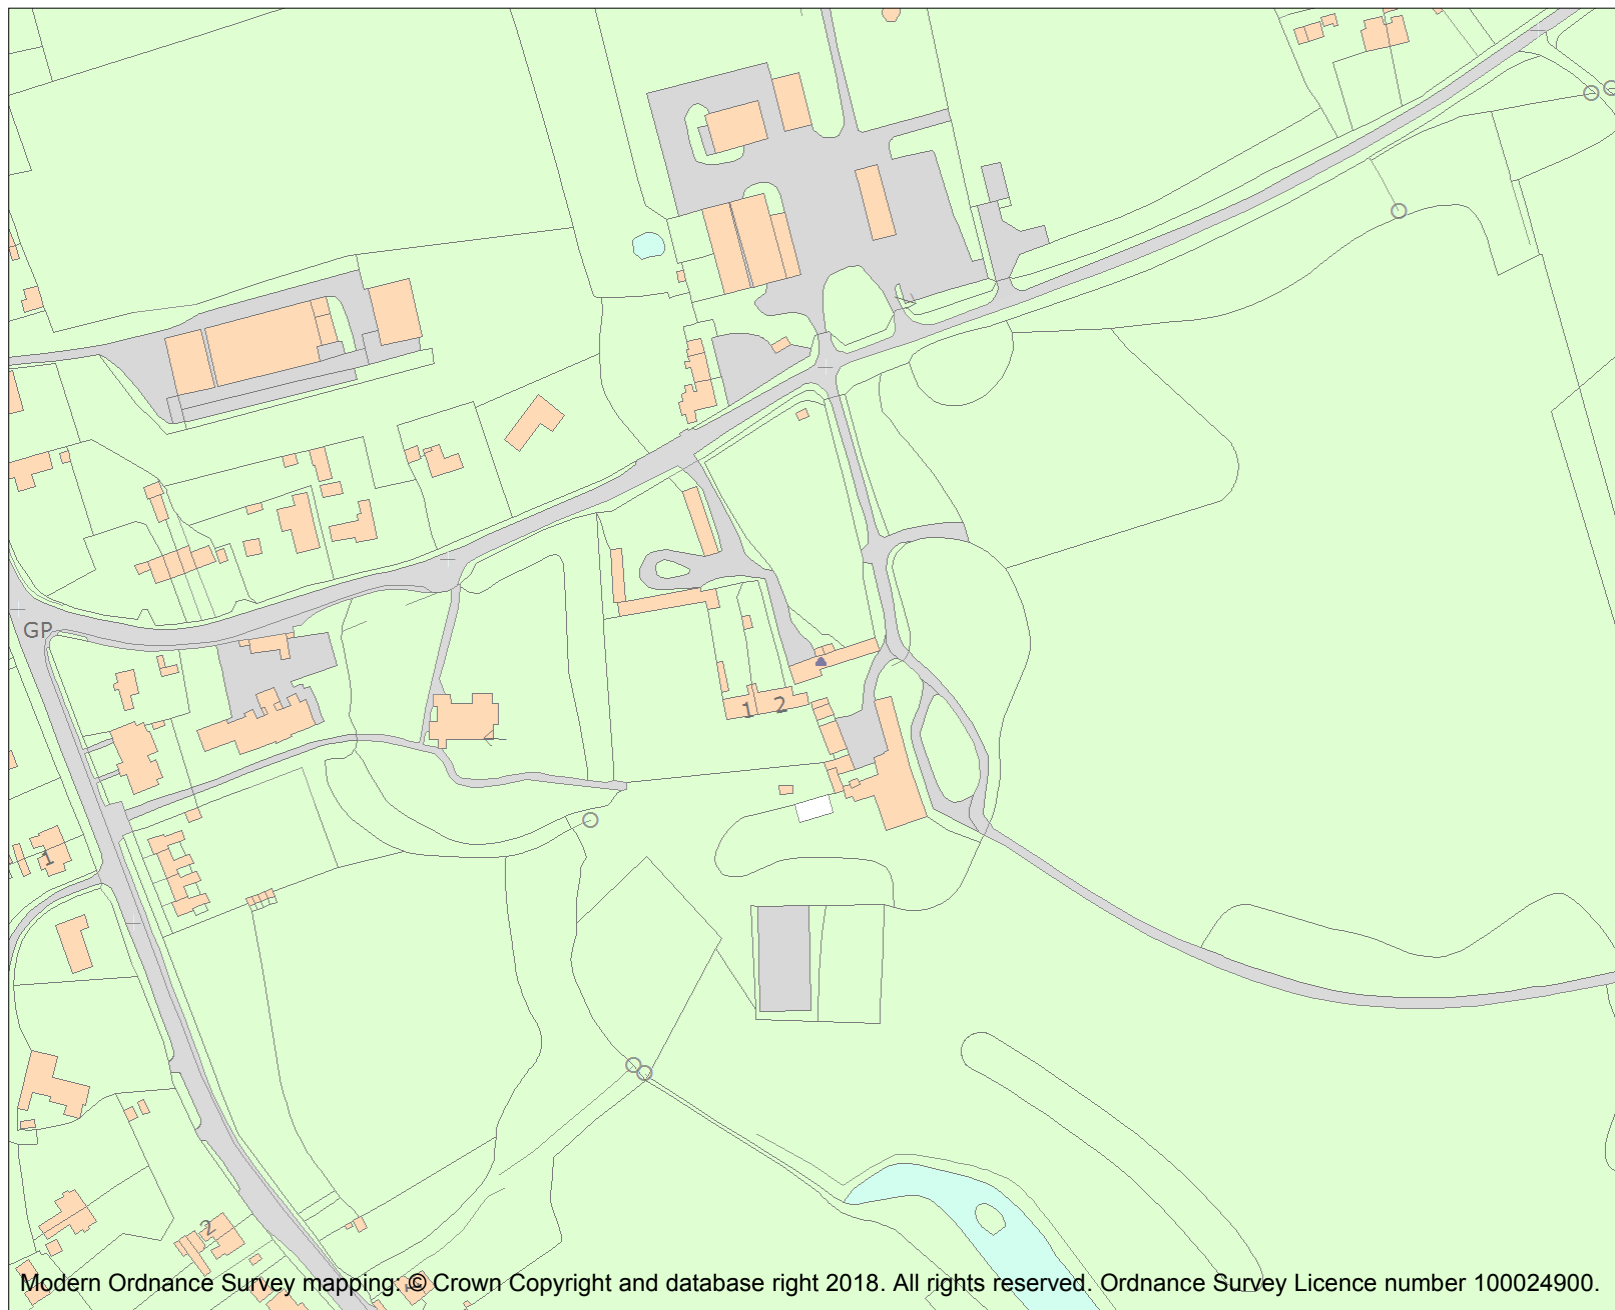 GP
1 2
1
2
Modern Ordnance Survey mapping: © Crown Copyright and database right 2018. All rights reserved. Ordnance Survey Licence number 100024900.